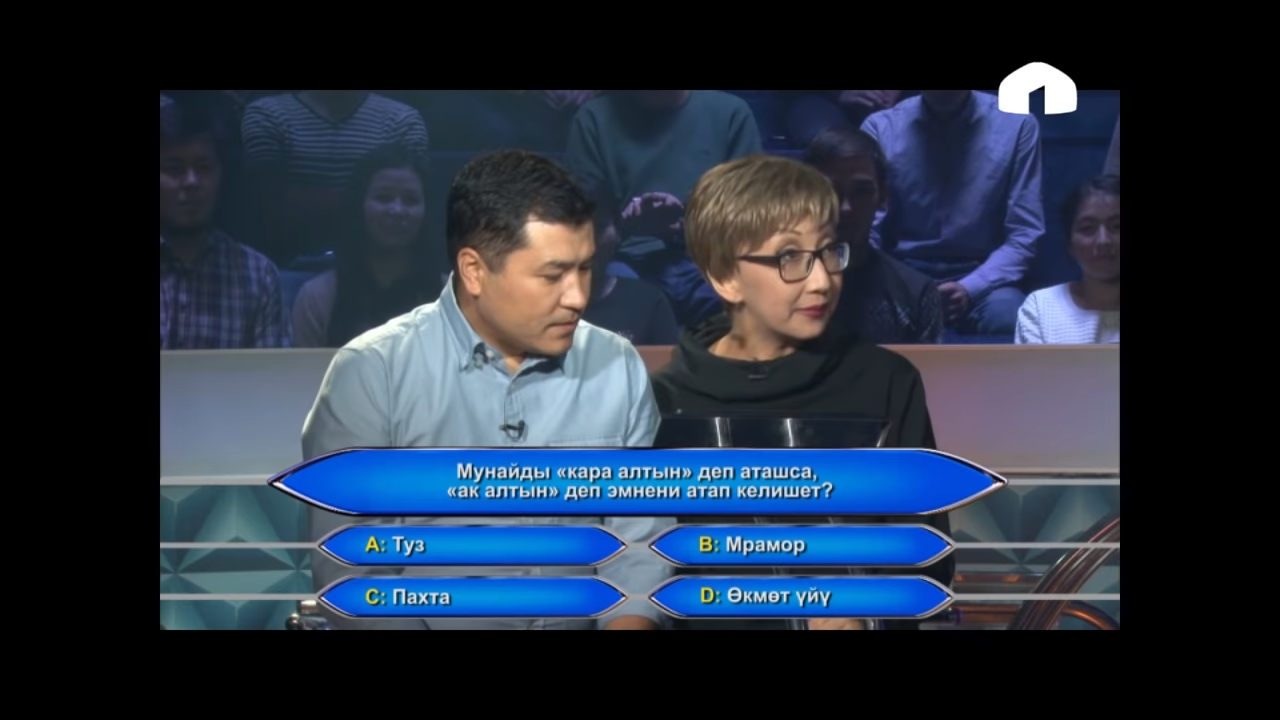 Мунайды «кара алтын» деп аташса,
«ак алтын» деп эмнени атап келишет?
A: Туз
B: Мрамор
C: Пахта
D: Өкмөт үйү